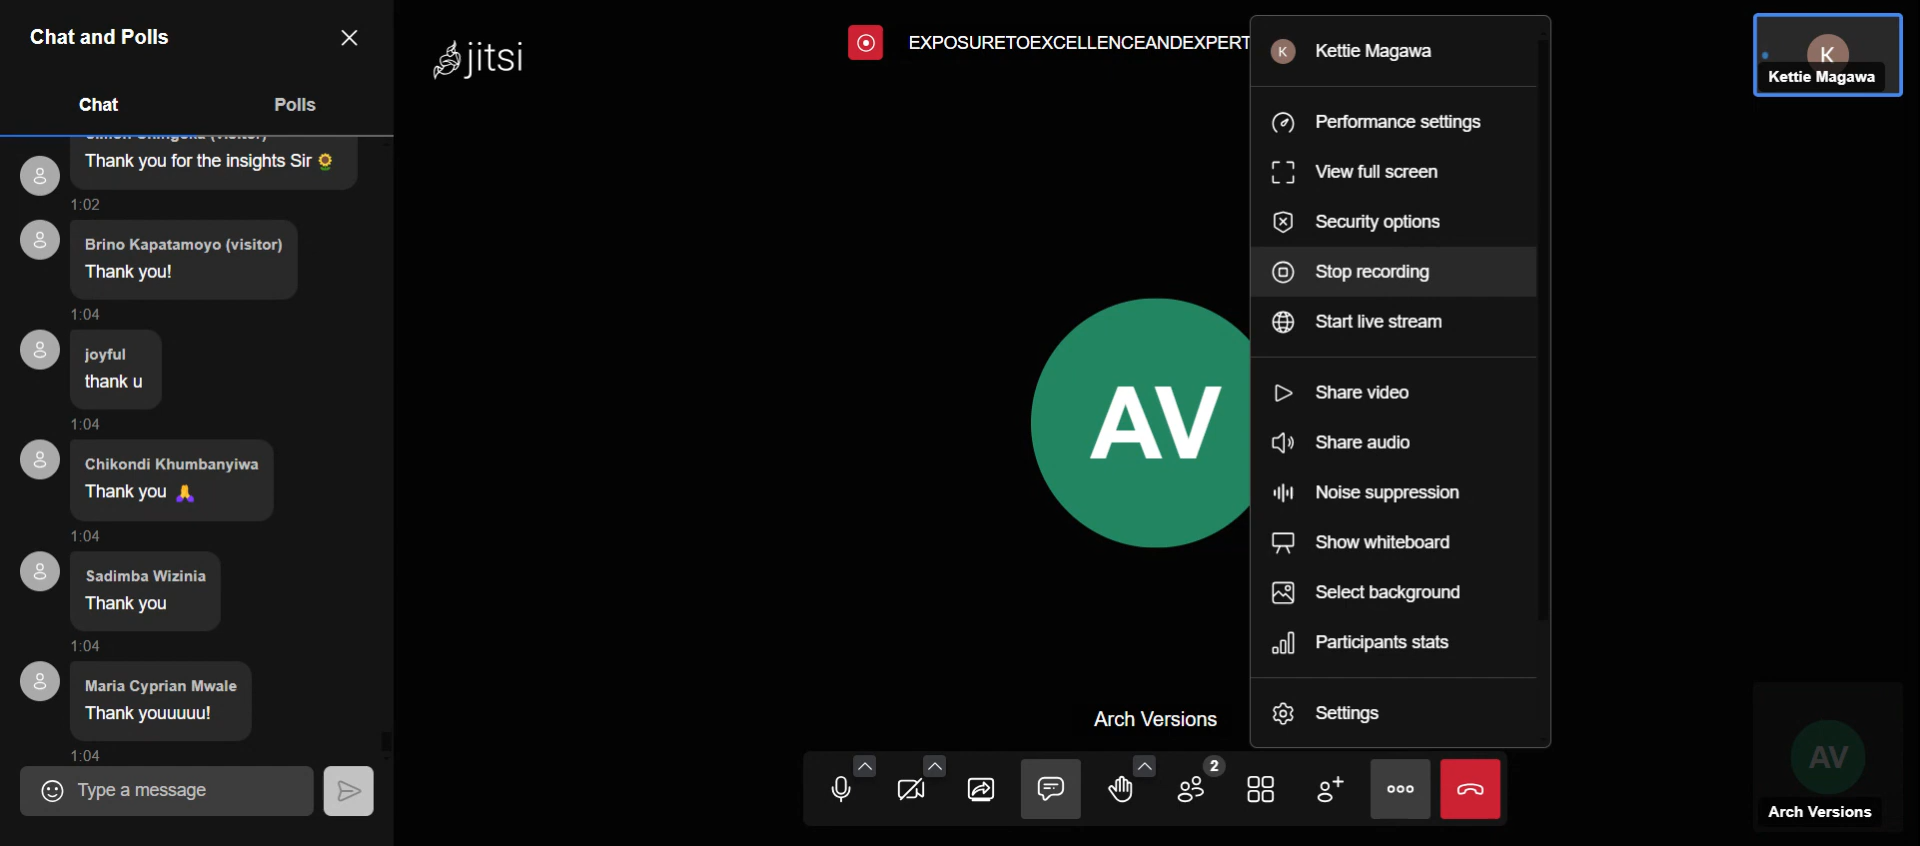 Chat and Polls
Chat
Polls
Thank you for the insights Sir 🌻
1:02
Brino Kapatamoyo (visitor)
Thank you!
1:04
joyful
thank u
1:04
Chikondi Khumbanyiwa
Thank you 🙏
1:04
Sadimba Wizinia
Thank you
1:04
Maria Cyprian Mwale
Thank youuuuu!
1:04
Type a message
jitsi
EXPOSURETOEXCELLENCEANDEXPERT
AV
Arch Versions
K
Kettie Magawa
Performance settings
View full screen
Security options
Stop recording
Start live stream
Share video
Share audio
Noise suppression
Show whiteboard
Select background
Participants stats
Settings
2
K
Kettie Magawa
AV
Arch Versions